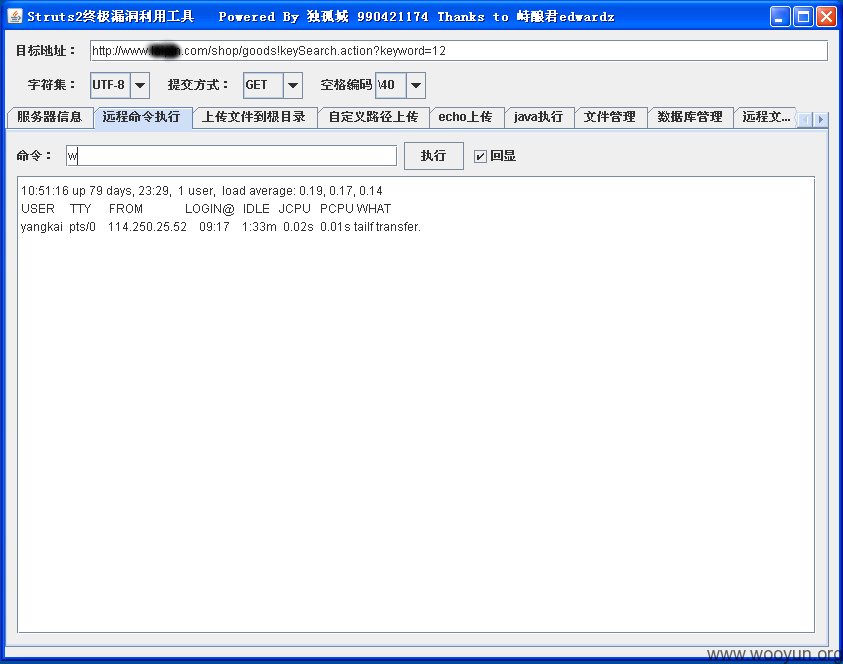 Struts2终极漏洞利用工具 Powered By 独孤城 990421174 Thanks to 峙酿君edwardz
目标地址： http://www. .com/shop/goods!keySearch.action?keyword=12
字符集： UTF-8 提交方式： GET 空格编码 \40
服务器信息 远程命令执行 上传文件到根目录 自定义路径上传 echo上传 java执行 文件管理 数据库管理 远程文...
命令： w 执行 回显
10:51:16 up 79 days, 23:29, 1 user, load average: 0.19, 0.17, 0.14
USER TTY FROM LOGIN@ IDLE JCPU PCPU WHAT
yangkai pts/0 114.250.25.52 09:17 1:33m 0.02s 0.01s tailf transfer.
www.wooyun.org